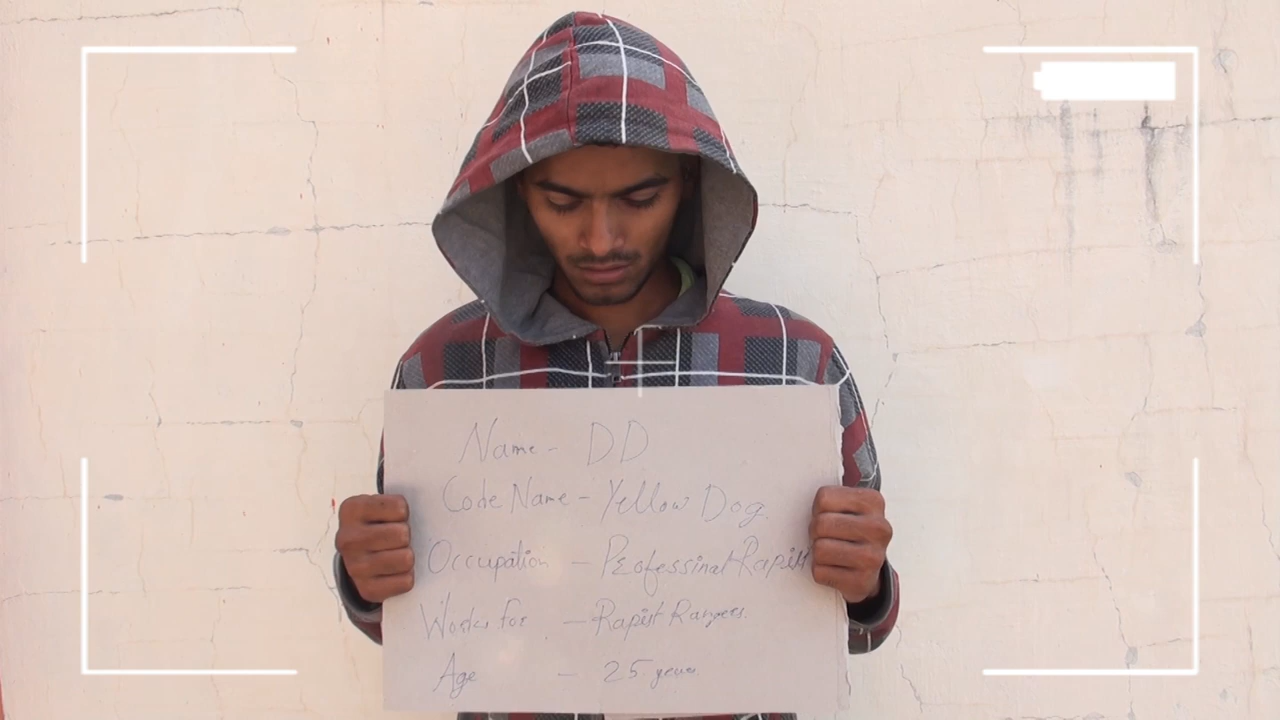 Name - DD
Code Name - Yellow Dog
Occupation - Professinal Rapist
Works for - Rapist Rangers.
Age - 25 years